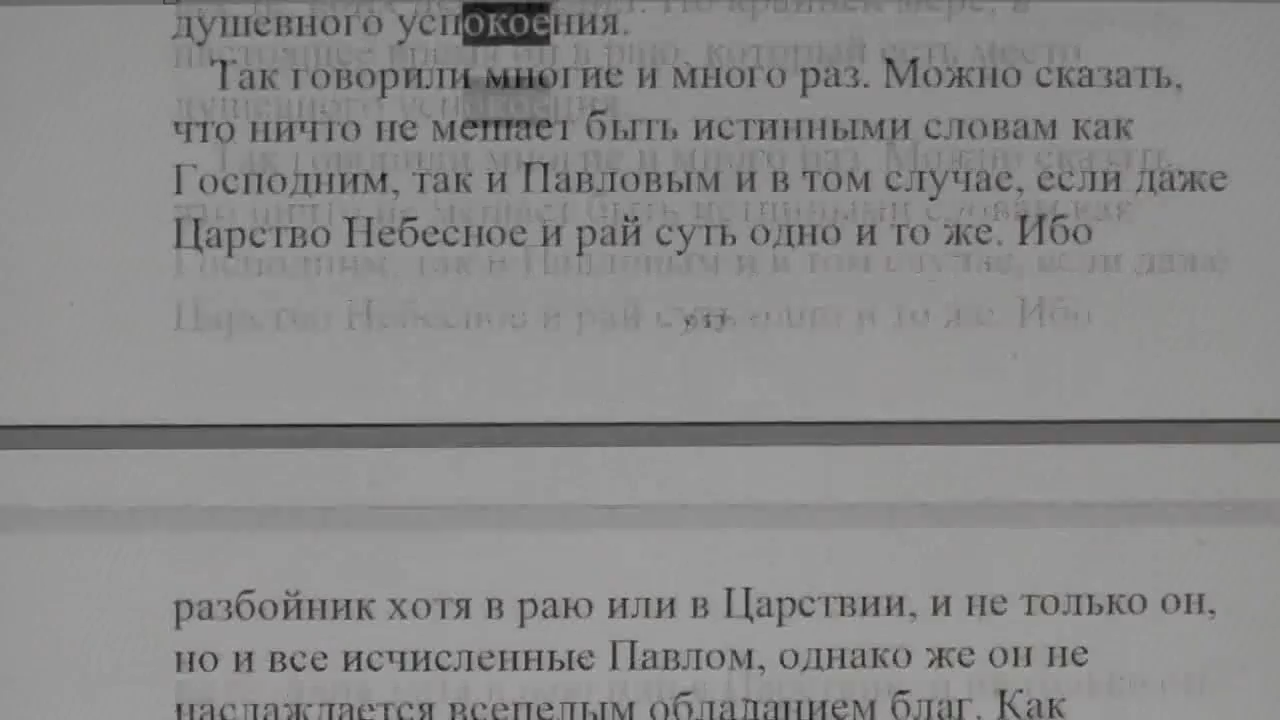 душевного успокоения.
Так говорили многие и много раз. Можно сказать,
что ничто не мешает быть истинными словам как
Господним, так и Павловым и в том случае, если даже
Царство Небесное и рай суть одно и то же. Ибо
разбойник хотя в раю или в Царствии, и не только он,
но и все исчисленные Павлом, однако же он не
наслаждается всецелым обладанием благ. Как